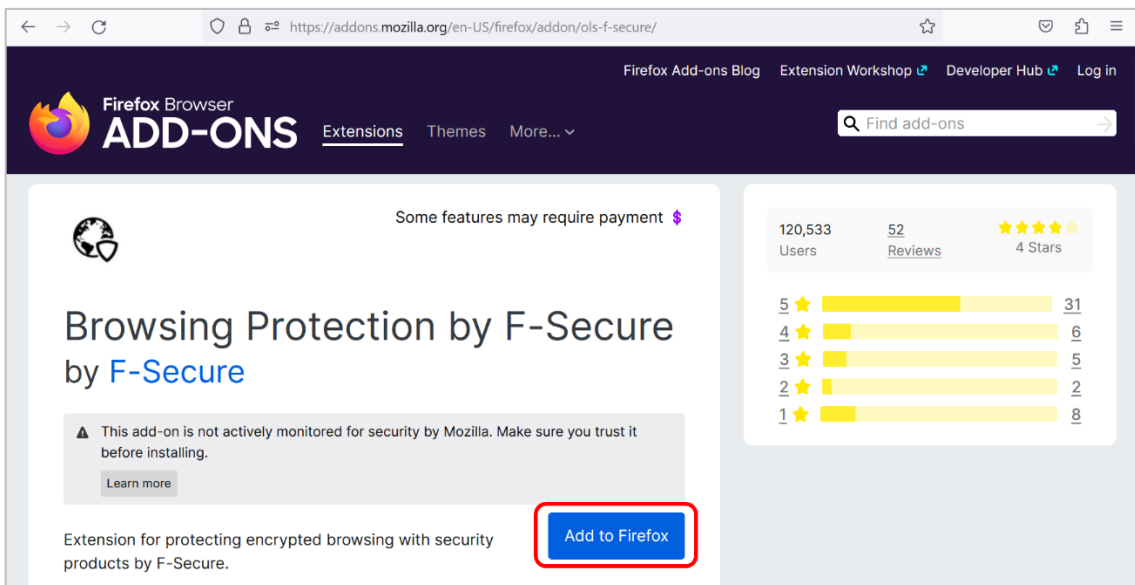 https://addons.mozilla.org/en-US/firefox/addon/ols-f-secure/
Firefox Add-ons Blog Extension Workshop Developer Hub Log in
Firefox Browser
ADD-ONS Extensions Themes More... Find add-ons
Some features may require payment $
120,533 52
Users Reviews 4 Stars
Browsing Protection by F-Secure
by F-Secure
5 31
4 6
3 5
2 2
1 8
This add-on is not actively monitored for security by Mozilla. Make sure you trust it
before installing.
Learn more
Extension for protecting encrypted browsing with security
products by F-Secure.
Add to Firefox